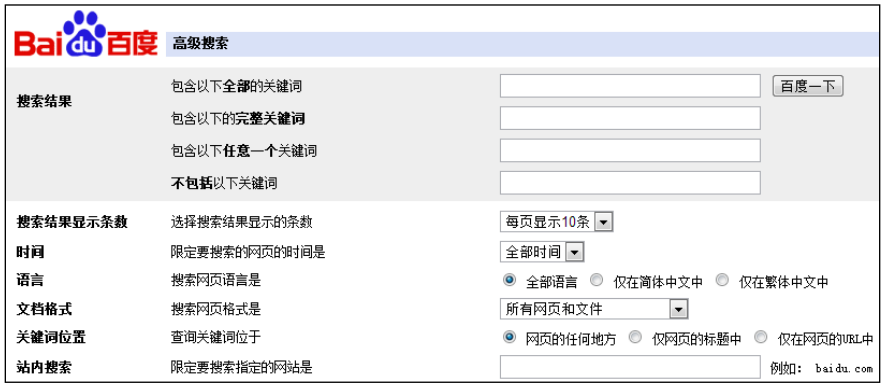 Bai du 百度 高级搜索
搜索结果 包含以下全部的关键词 百度一下
包含以下的完整关键词
包含以下任意一个关键词
不包括以下关键词
搜索结果显示条数 选择搜索结果显示的条数 每页显示10条
时间 限定要搜索的网页的时间是 全部时间
语言 搜索网页语言是 全部语言 仅在简体中文中 仅在繁体中文中
文档格式 搜索网页格式是 所有网页和文件
关键词位置 查询关键词位于 网页的任何地方 仅网页的标题中 仅在网页的URL中
站内搜索 限定要搜索指定的网站是 例如: baidu.com